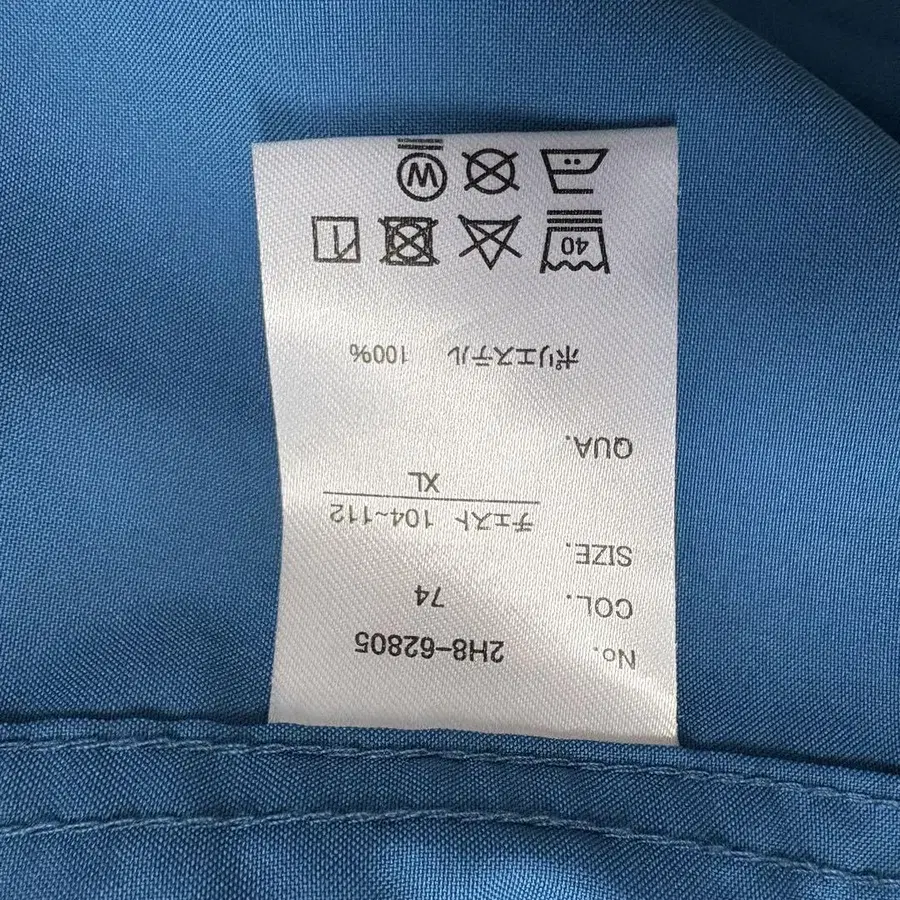 No. 2H8-62805
COL. 74
SIZE.
チェスト 104~112
XL
QUA.
ポリエステル 100%
40
W